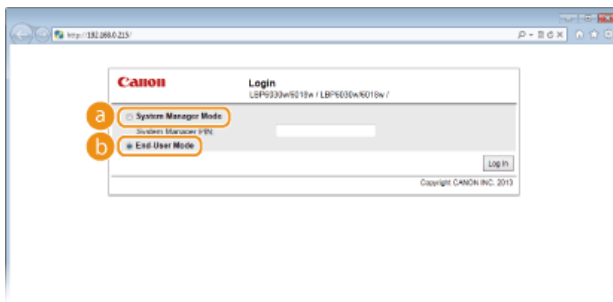 http://192.168.0.215/
Canon
Login
LBP6030w/6018w / LBP6030w/6018w /
a
System Manager Mode
System Manager PIN:
b
End-User Mode
Log In
Copyright CANON INC. 2013